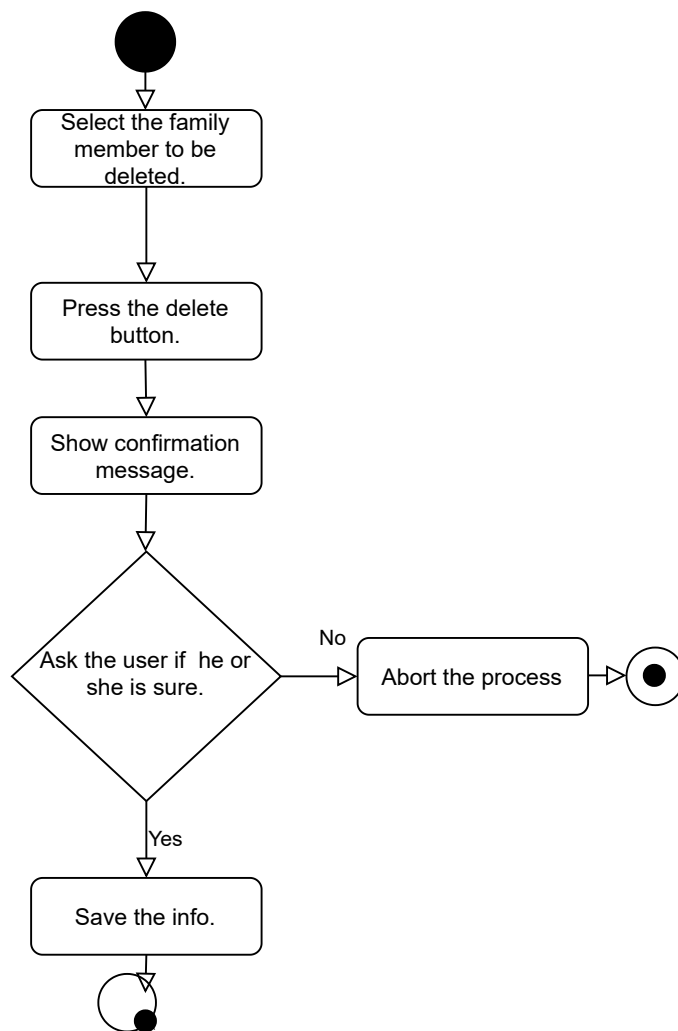 Select the family
member to be
deleted.
Press the delete
button.
Show confirmation
message.
Ask the user if  he or
she is sure.
No
Abort the process
Yes
Save the info.